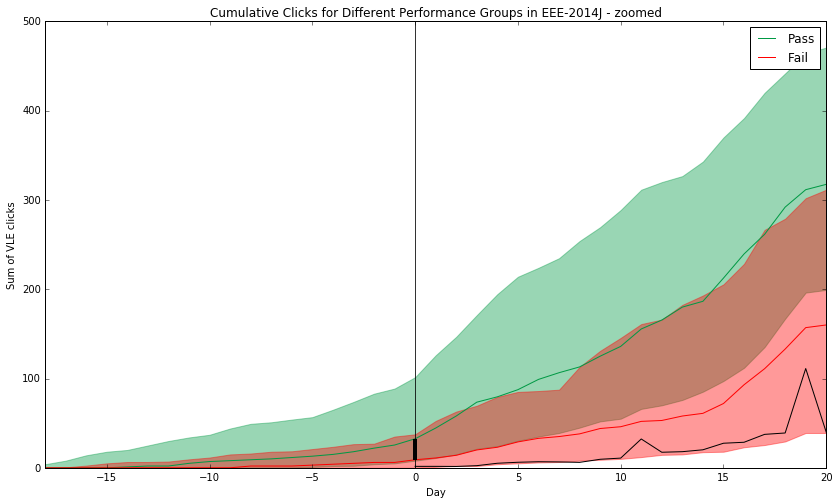 Cumulative Clicks for Different Performance Groups in EEE-2014J - zoomed
500
Pass
Fail
400
300
Sum of VLE clicks
200
100
0
−15
−10
−5
0
5
10
15
20
Day